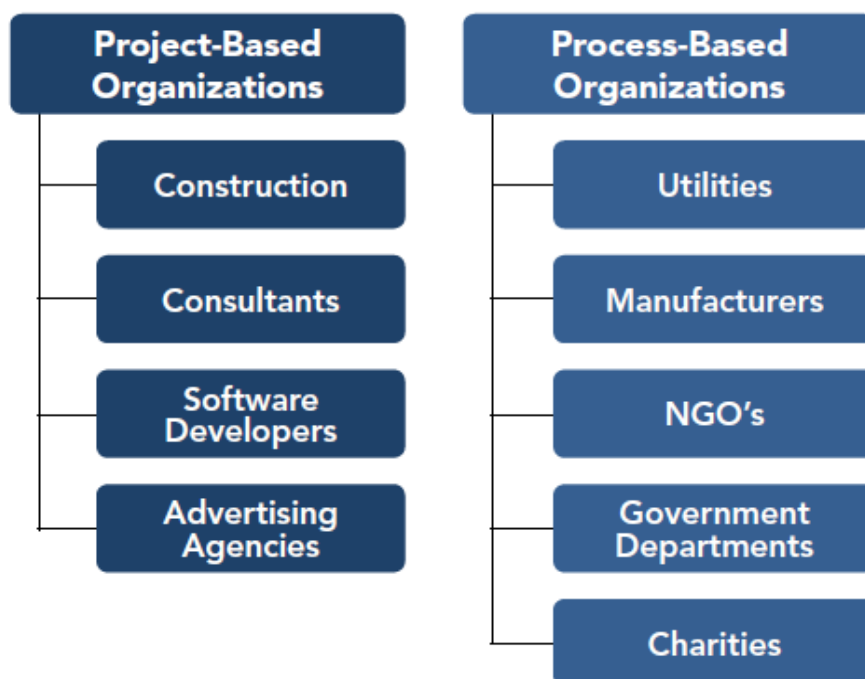 Project-Based
Organizations
Construction
Consultants
Software
Developers
Advertising
Agencies
Process-Based
Organizations
Utilities
Manufacturers
NGO’s
Government
Departments
Charities